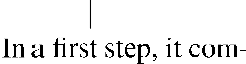 In a first step, it com-